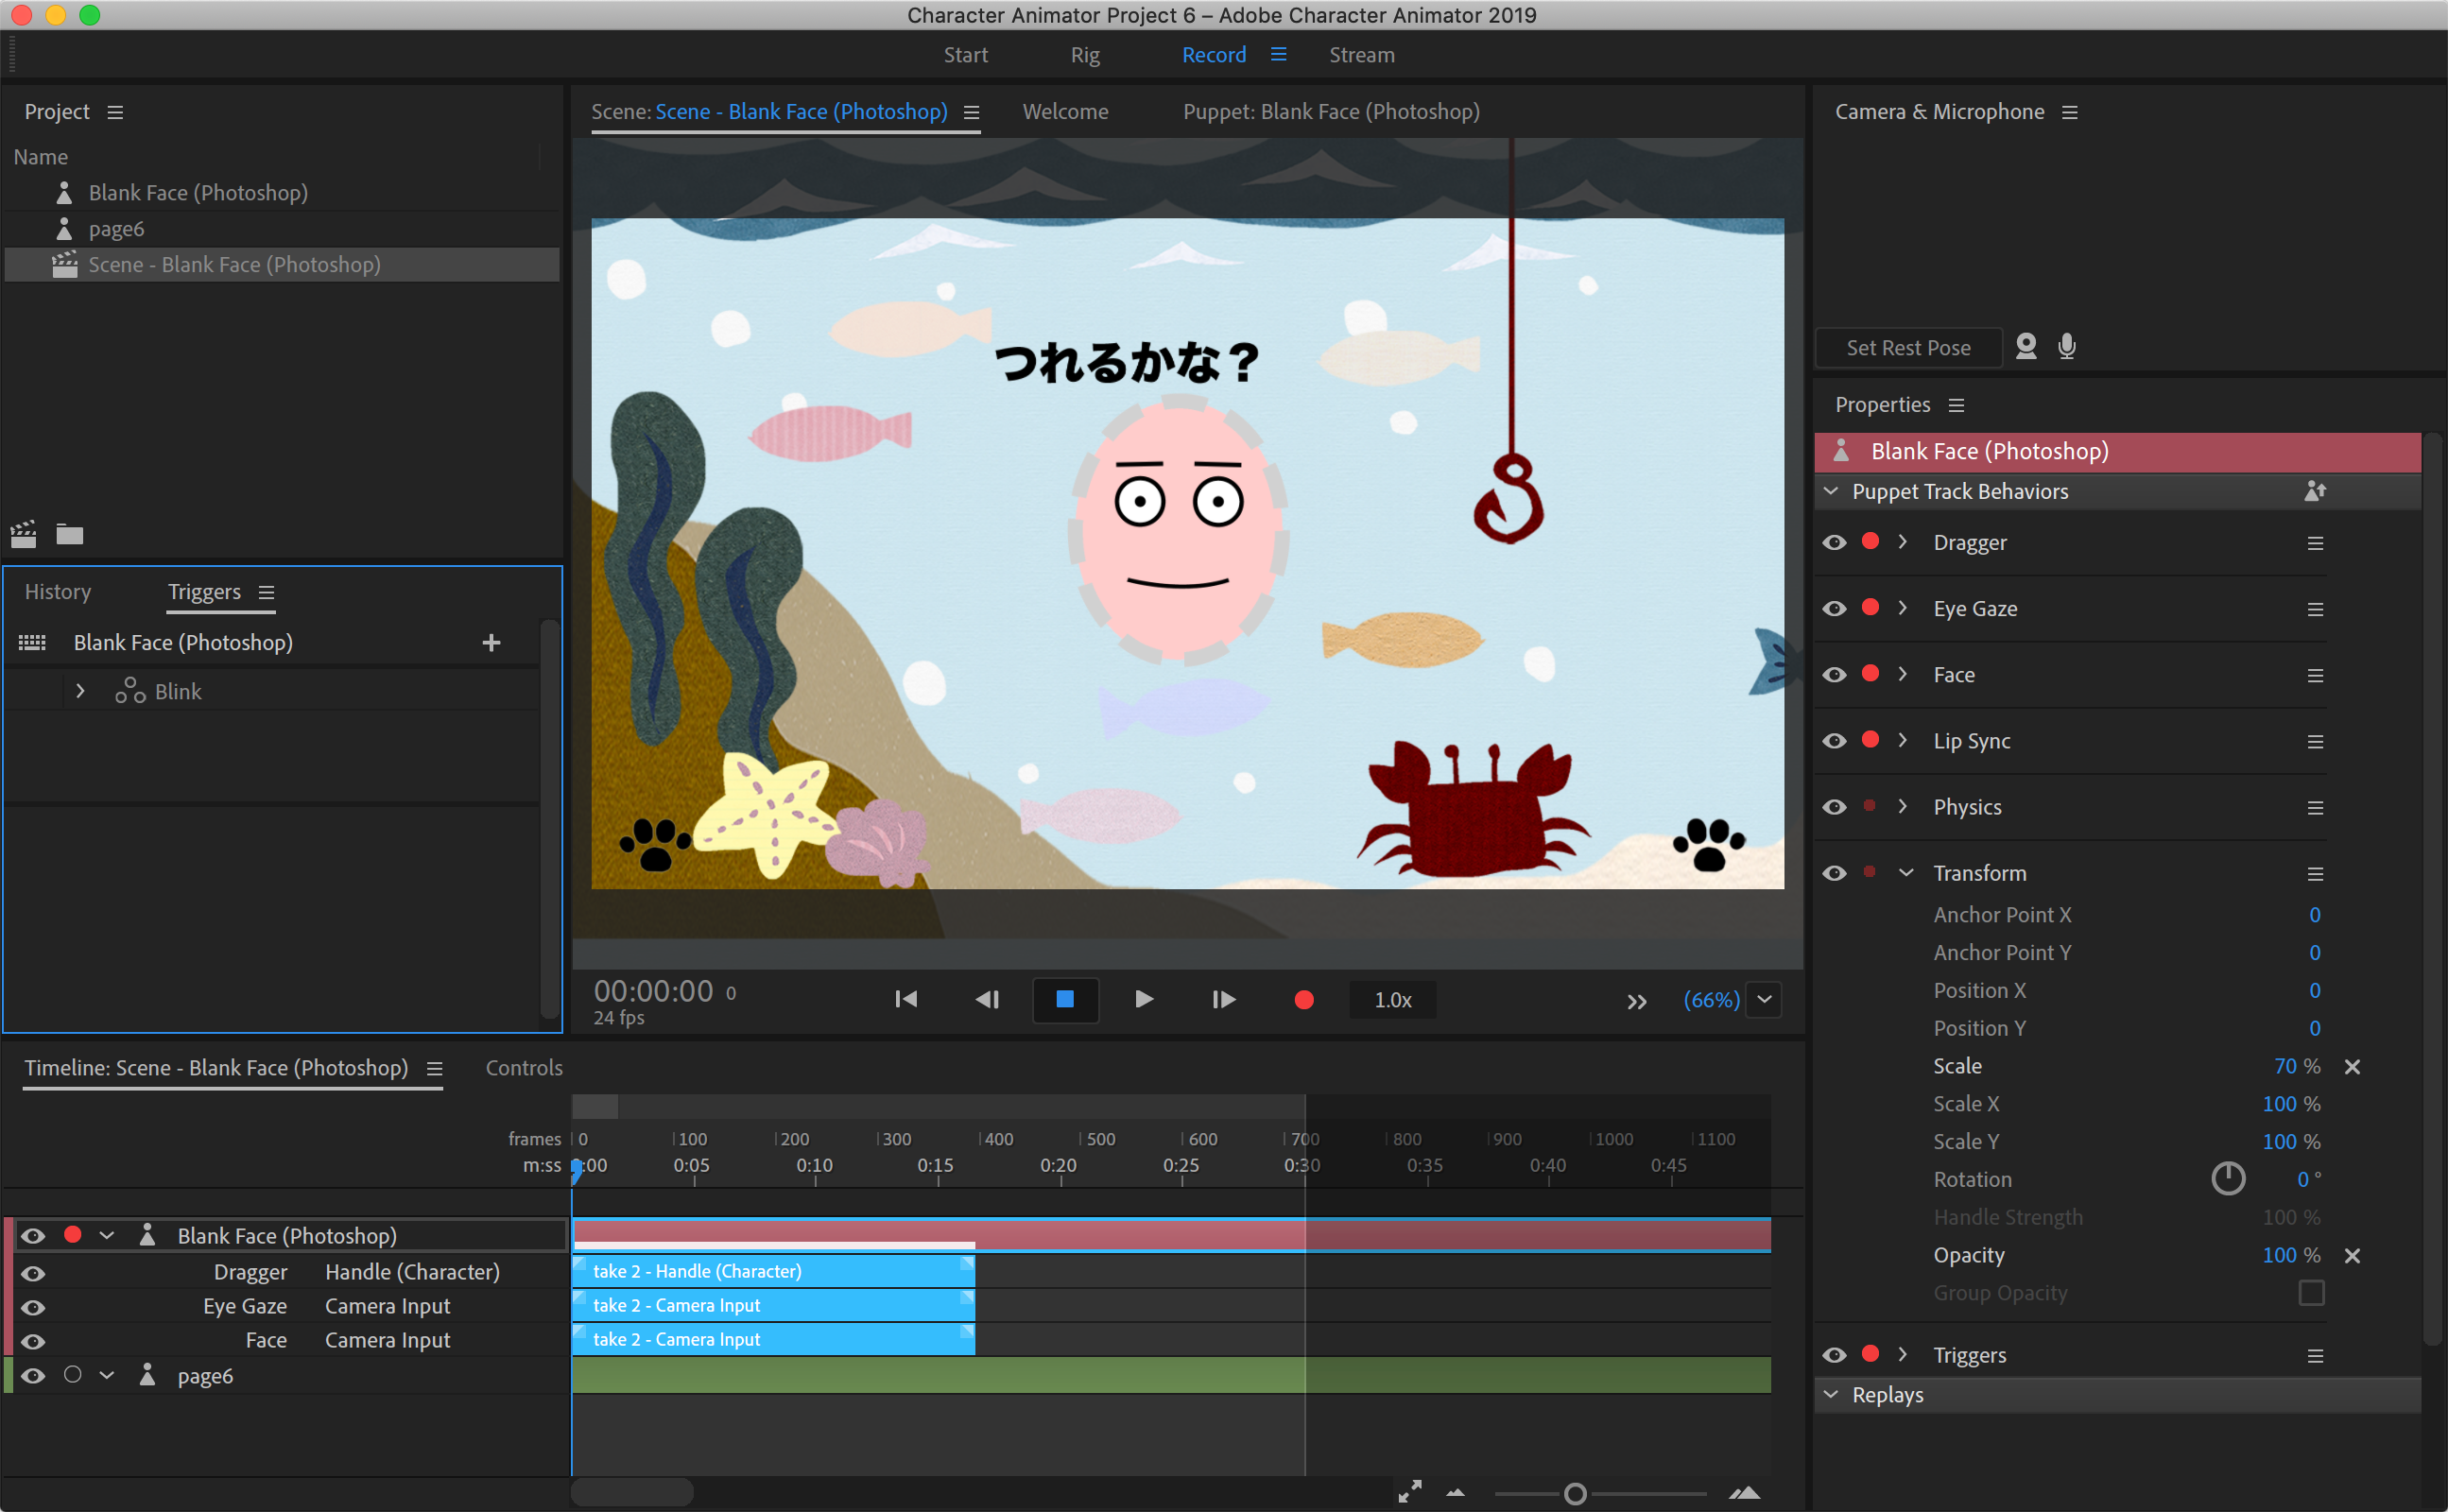 Character Animator Project 6 – Adobe Character Animator 2019
Start Rig Record Stream
Project
Name
Blank Face (Photoshop)
page6
Scene - Blank Face (Photoshop)
History Triggers
Blank Face (Photoshop) +
Blink
Scene: Scene - Blank Face (Photoshop) Welcome Puppet: Blank Face (Photoshop)
つれるかな？
00:00:00 0
24 fps
1.0x
(66%)
Camera & Microphone
Set Rest Pose
Properties
Blank Face (Photoshop)
Puppet Track Behaviors
Dragger
Eye Gaze
Face
Lip Sync
Physics
Transform
Anchor Point X 0
Anchor Point Y 0
Position X 0
Position Y 0
Scale 70 %
Scale X 100 %
Scale Y 100 %
Rotation 0 °
Handle Strength 100 %
Opacity 100 %
Group Opacity
Triggers
Replays
Timeline: Scene - Blank Face (Photoshop) Controls
frames 0 100 200 300 400 500 600 700 800 900 1000 1100
m:ss :00 0:05 0:10 0:15 0:20 0:25 0:30 0:35 0:40 0:45
Blank Face (Photoshop)
Dragger Handle (Character) take 2 - Handle (Character)
Eye Gaze Camera Input take 2 - Camera Input
Face Camera Input take 2 - Camera Input
page6